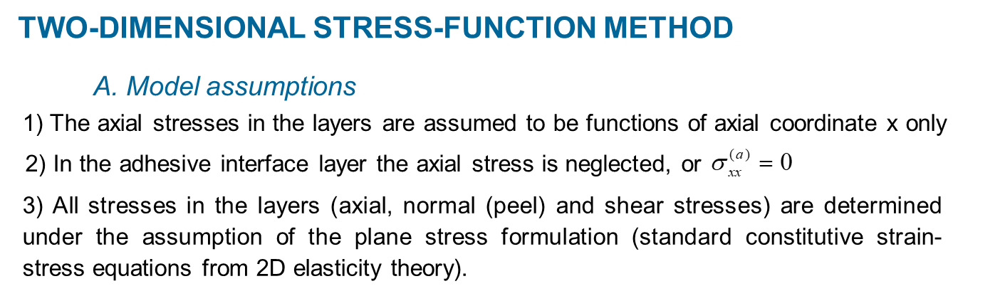 TWO-DIMENSIONAL STRESS-FUNCTION METHOD
A. Model assumptions
1) The axial stresses in the layers are assumed to be functions of axial coordinate x only
2) In the adhesive interface layer the axial stress is neglected, or σ_xx^(a) = 0
3) All stresses in the layers (axial, normal (peel) and shear stresses) are determined
under the assumption of the plane stress formulation (standard constitutive strain-
stress equations from 2D elasticity theory).